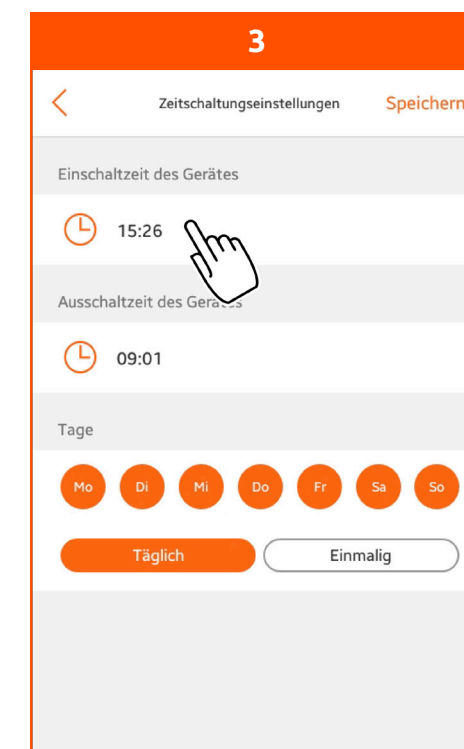 3
Zeitschaltungseinstellungen Speichern
Einschaltzeit des Gerätes
15:26
Ausschaltzeit des Gerätes
09:01
Tage
Mo Di Mi Do Fr Sa So
Täglich Einmalig